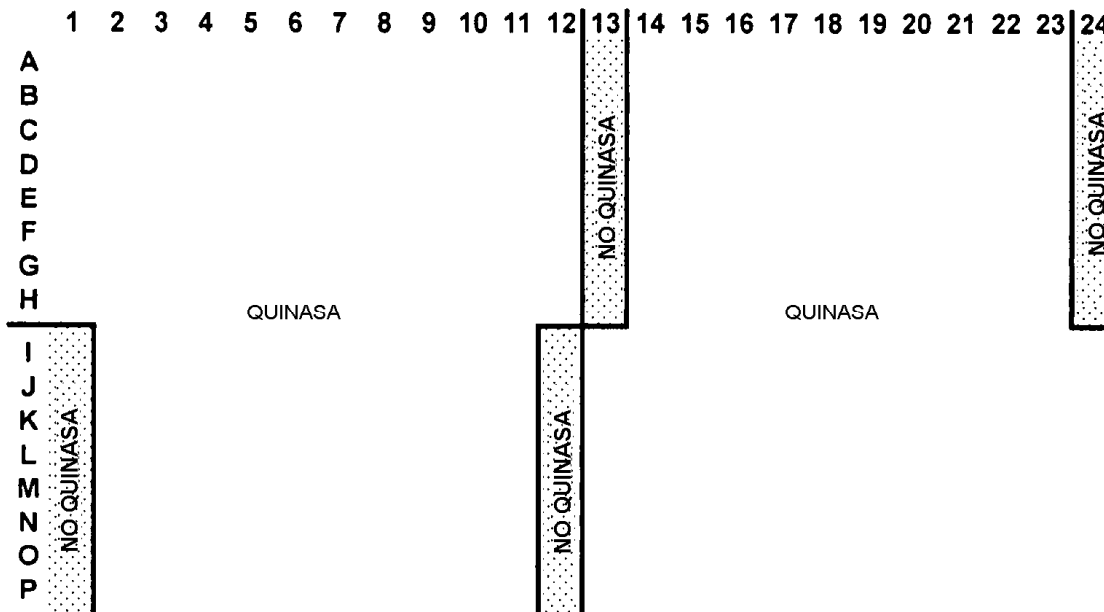 1 2 3 4 5 6 7 8 9 10 11 12 13 14 15 16 17 18 19 20 21 22 23 24
A
B
C
D
E
F
G
H
NO QUINASA
NO QUINASA
QUINASA
QUINASA
I
J
K
L
M
N
O
P
NO QUINASA
NO QUINASA